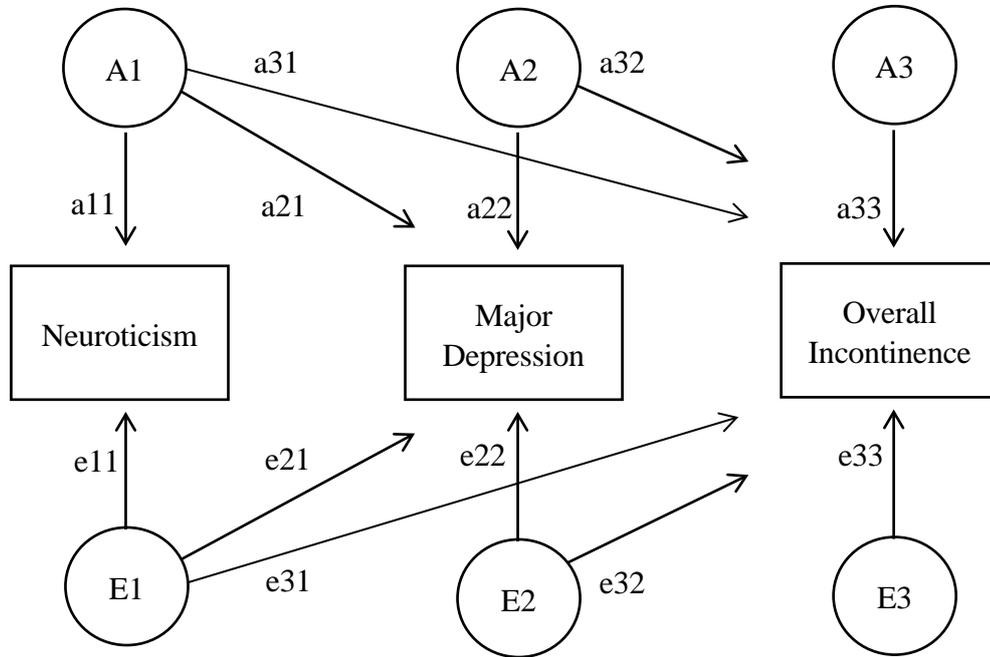 A1
A2
A3
a31
a32
a11
a21
a22
a33
Neuroticism
Major
Depression
Overall
Incontinence
e11
e21
e22
e33
E1
e31
E2
e32
E3